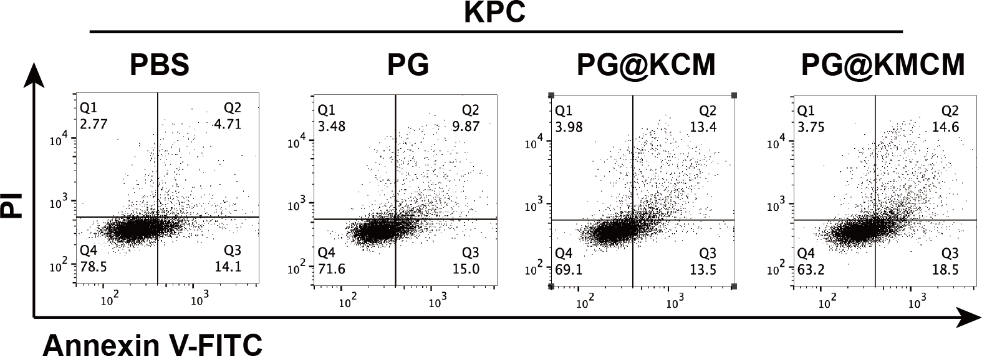 KPC
PBS
PG
PG@KCM
PG@KMCM
PI
Q1
2.77
Q2
4.71
Q4
78.5
Q3
14.1
10^4
10^3
10^2
10^2
10^3
Q1
3.48
Q2
9.87
Q4
71.6
Q3
15.0
10^4
10^3
10^2
10^2
10^3
Q1
3.98
Q2
13.4
Q4
69.1
Q3
13.5
10^4
10^3
10^2
10^2
10^3
Q1
3.75
Q2
14.6
Q4
63.2
Q3
18.5
10^4
10^3
10^2
10^2
10^3
Annexin V-FITC